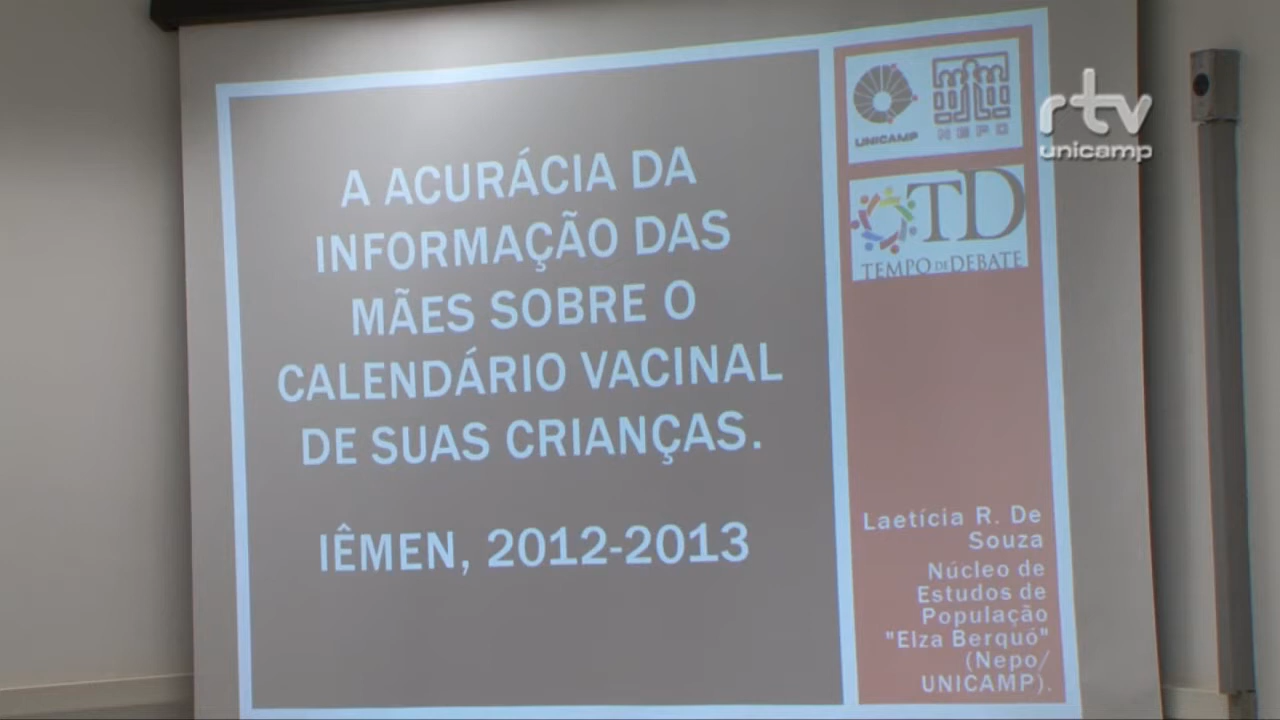 A ACURÁCIA DA
INFORMAÇÃO DAS
MÃES SOBRE O
CALENDÁRIO VACINAL
DE SUAS CRIANÇAS.
IÊMEN, 2012-2013
UNICAMP
NEPO
TD
TEMPO DE DEBATE
Laetícia R. De
Souza
Núcleo de
Estudos de
População
"Elza Berquó"
(Nepo/
UNICAMP).
rtv
unicamp